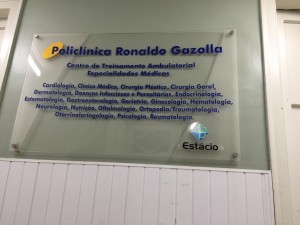 Policlínica Ronaldo Gazolla
Centro de Treinamento Ambulatorial
Especialidades Médicas
Cardiologia, Clínica Médica, Cirurgia Plástica, Cirurgia Geral,
Dermatologia, Doenças Infecciosas e Parasitárias, Endocrinologia,
Estomatologia, Gastroenterologia, Geriatria, Ginecologia, Hematologia,
Neurologia, Nutrição, Oftalmologia, Ortopedia/Traumatologia,
Otorrinolaringologia, Psicologia, Reumatologia.
Estácio